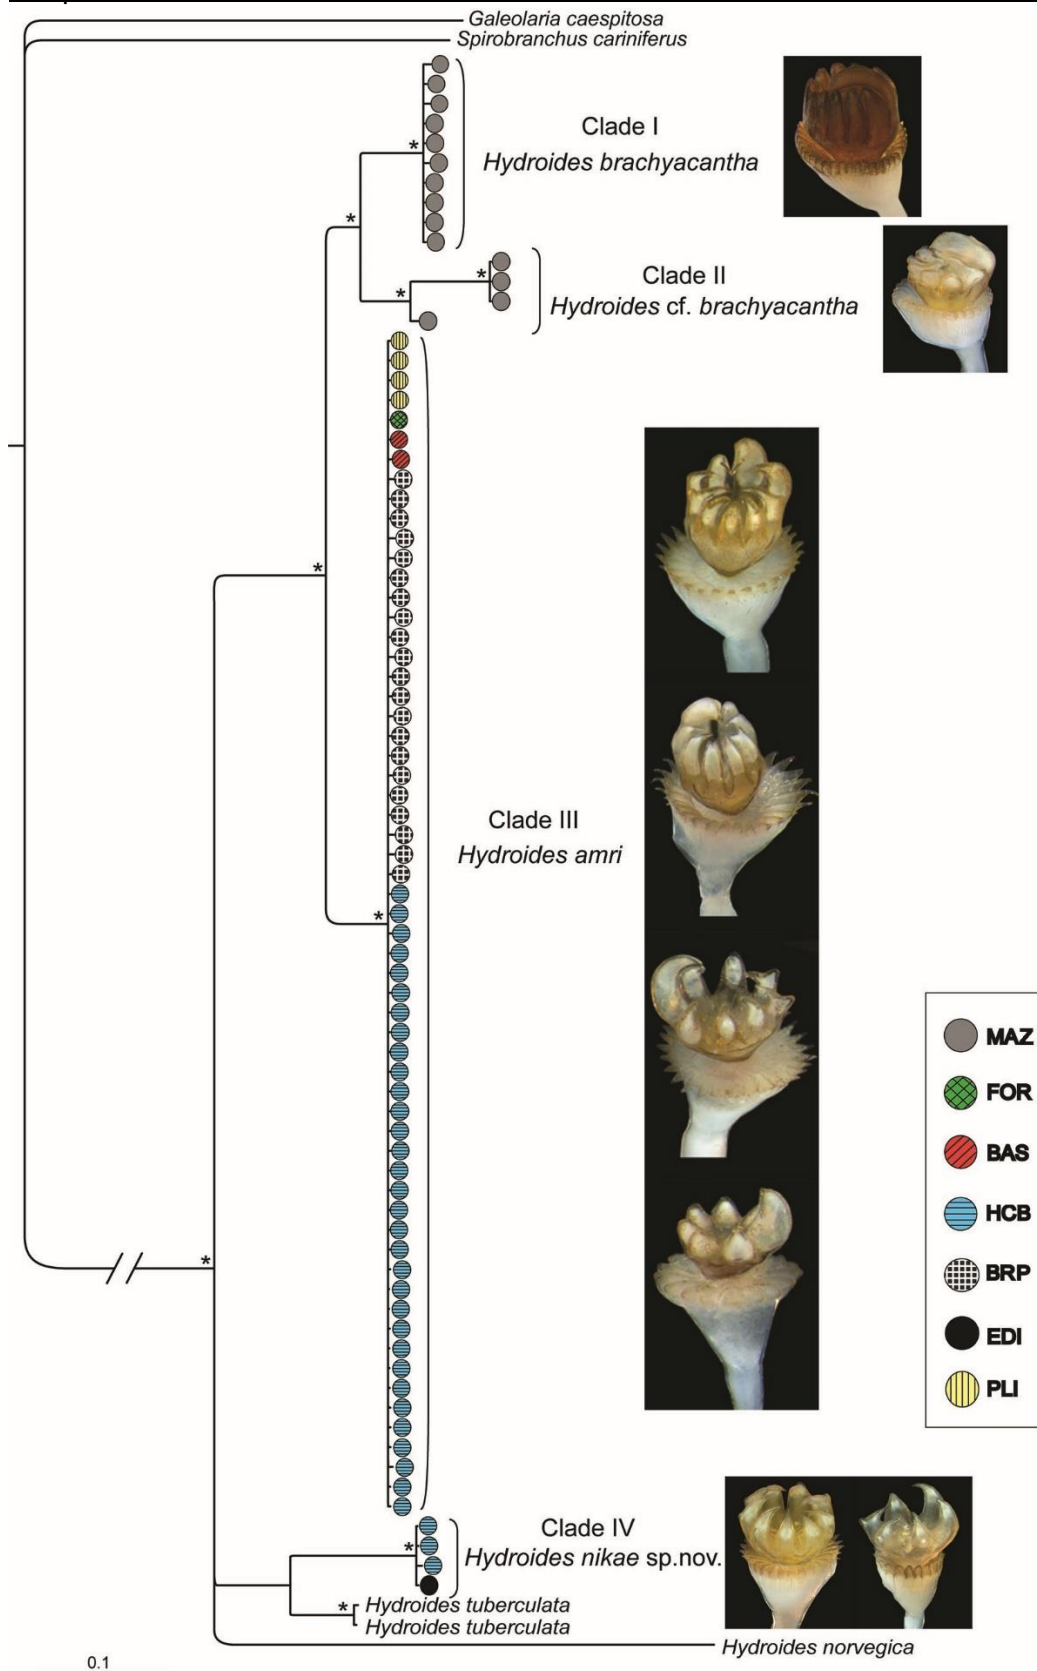 Galeolaria caespitosa
Spirobranchus cariniferus
*
Clade I
Hydroides brachyacantha
*
*
Clade II
Hydroides cf. brachyacantha
*
*
*
Clade III
Hydroides amri
MAZ
FOR
BAS
HCB
BRP
EDI
PLI
*
*
Clade IV
Hydroides nikae sp.nov.
*
Hydroides tuberculata
Hydroides tuberculata
Hydroides norvegica
0.1